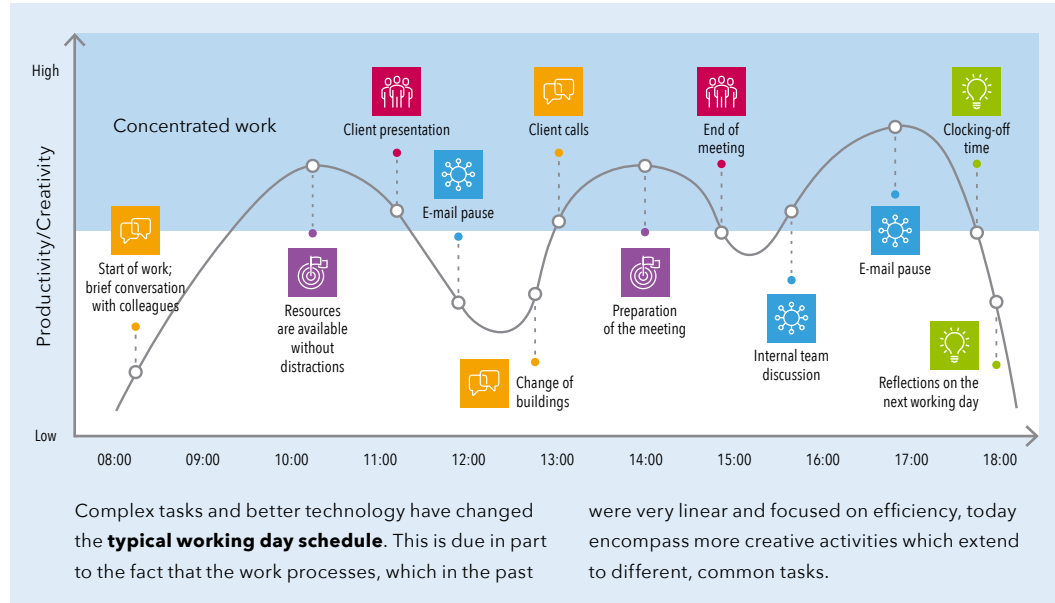 Productivity/Creativity
High
Low
Concentrated work
Start of work;
brief conversation
with colleagues
Resources
are available
without
distractions
Client presentation
E-mail pause
Change of
buildings
Client calls
Preparation
of the meeting
End of
meeting
Internal team
discussion
E-mail pause
Clocking-off
time
Reflections on the
next working day
08:00 09:00 10:00 11:00 12:00 13:00 14:00 15:00 16:00 17:00 18:00
Complex tasks and better technology have changed
the typical working day schedule. This is due in part
to the fact that the work processes, which in the past
were very linear and focused on efficiency, today
encompass more creative activities which extend
to different, common tasks.